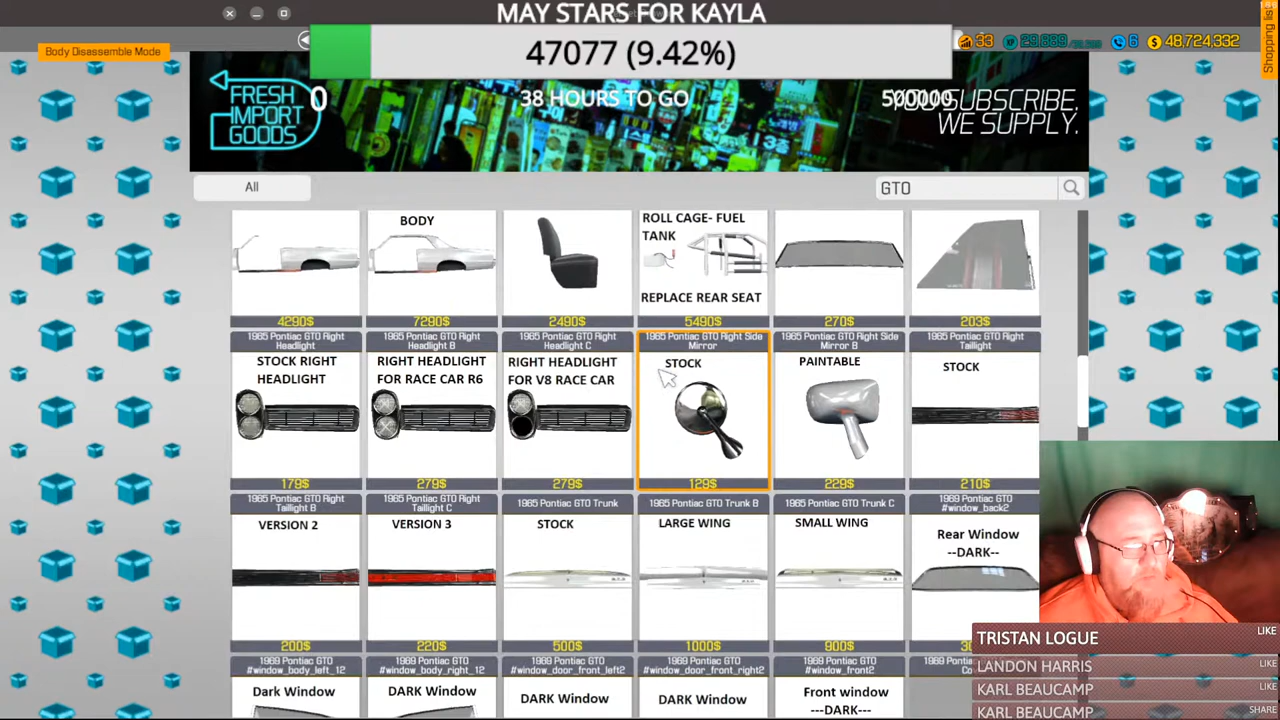 MAY STARS FOR KAYLA
47077 (9.42%)
0
38 HOURS TO GO
500000
Body Disassemble Mode
33
29,889
6
48,724,332
Shopping list
FRESH
IMPORT
GOODS
YOU SUBSCRIBE,
WE SUPPLY.
All
GTO
BODY
ROLL CAGE- FUEL
TANK
REPLACE REAR SEAT
4290$
7290$
2490$
5490$
270$
203$
1965 Pontiac GTO Right
Headlight
1965 Pontiac GTO Right
Headlight B
1965 Pontiac GTO Right
Headlight C
1965 Pontiac GTO Right Side
Mirror
1965 Pontiac GTO Right Side
Mirror B
1965 Pontiac GTO Right
Taillight
STOCK RIGHT
HEADLIGHT
RIGHT HEADLIGHT
FOR RACE CAR R6
RIGHT HEADLIGHT
FOR V8 RACE CAR
STOCK
PAINTABLE
STOCK
179$
279$
279$
129$
229$
210$
1965 Pontiac GTO Right
Taillight B
1965 Pontiac GTO Right
Taillight C
1965 Pontiac GTO Trunk
1965 Pontiac GTO Trunk B
1965 Pontiac GTO Trunk C
1969 Pontiac GTO
#window_back2
VERSION 2
VERSION 3
STOCK
LARGE WING
SMALL WING
Rear Window
--DARK--
200$
220$
500$
1000$
900$
1969 Pontiac GTO
#window_body_left_12
1969 Pontiac GTO
#window_body_right_12
1969 Pontiac GTO
#window_door_front_left2
1969 Pontiac GTO
#window_door_front_right2
1969 Pontiac GTO
#window_front2
Dark Window
DARK Window
DARK Window
DARK Window
Front window
---DARK---
TRISTAN LOGUE
LIKE
LANDON HARRIS
LIKE
KARL BEAUCAMP
LIKE
KARL BEAUCAMP
SHARE